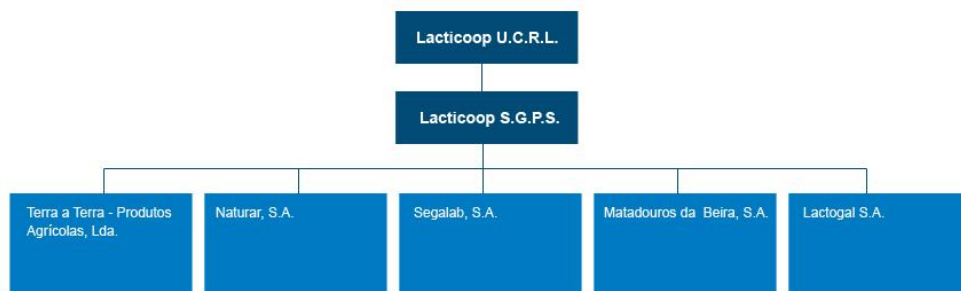 Lacticoop U.C.R.L.
Lacticoop S.G.P.S.
Terra a Terra - Produtos
Agrícolas, Lda.
Naturar, S.A.
Segalab, S.A.
Matadouros da Beira, S.A.
Lactogal S.A.